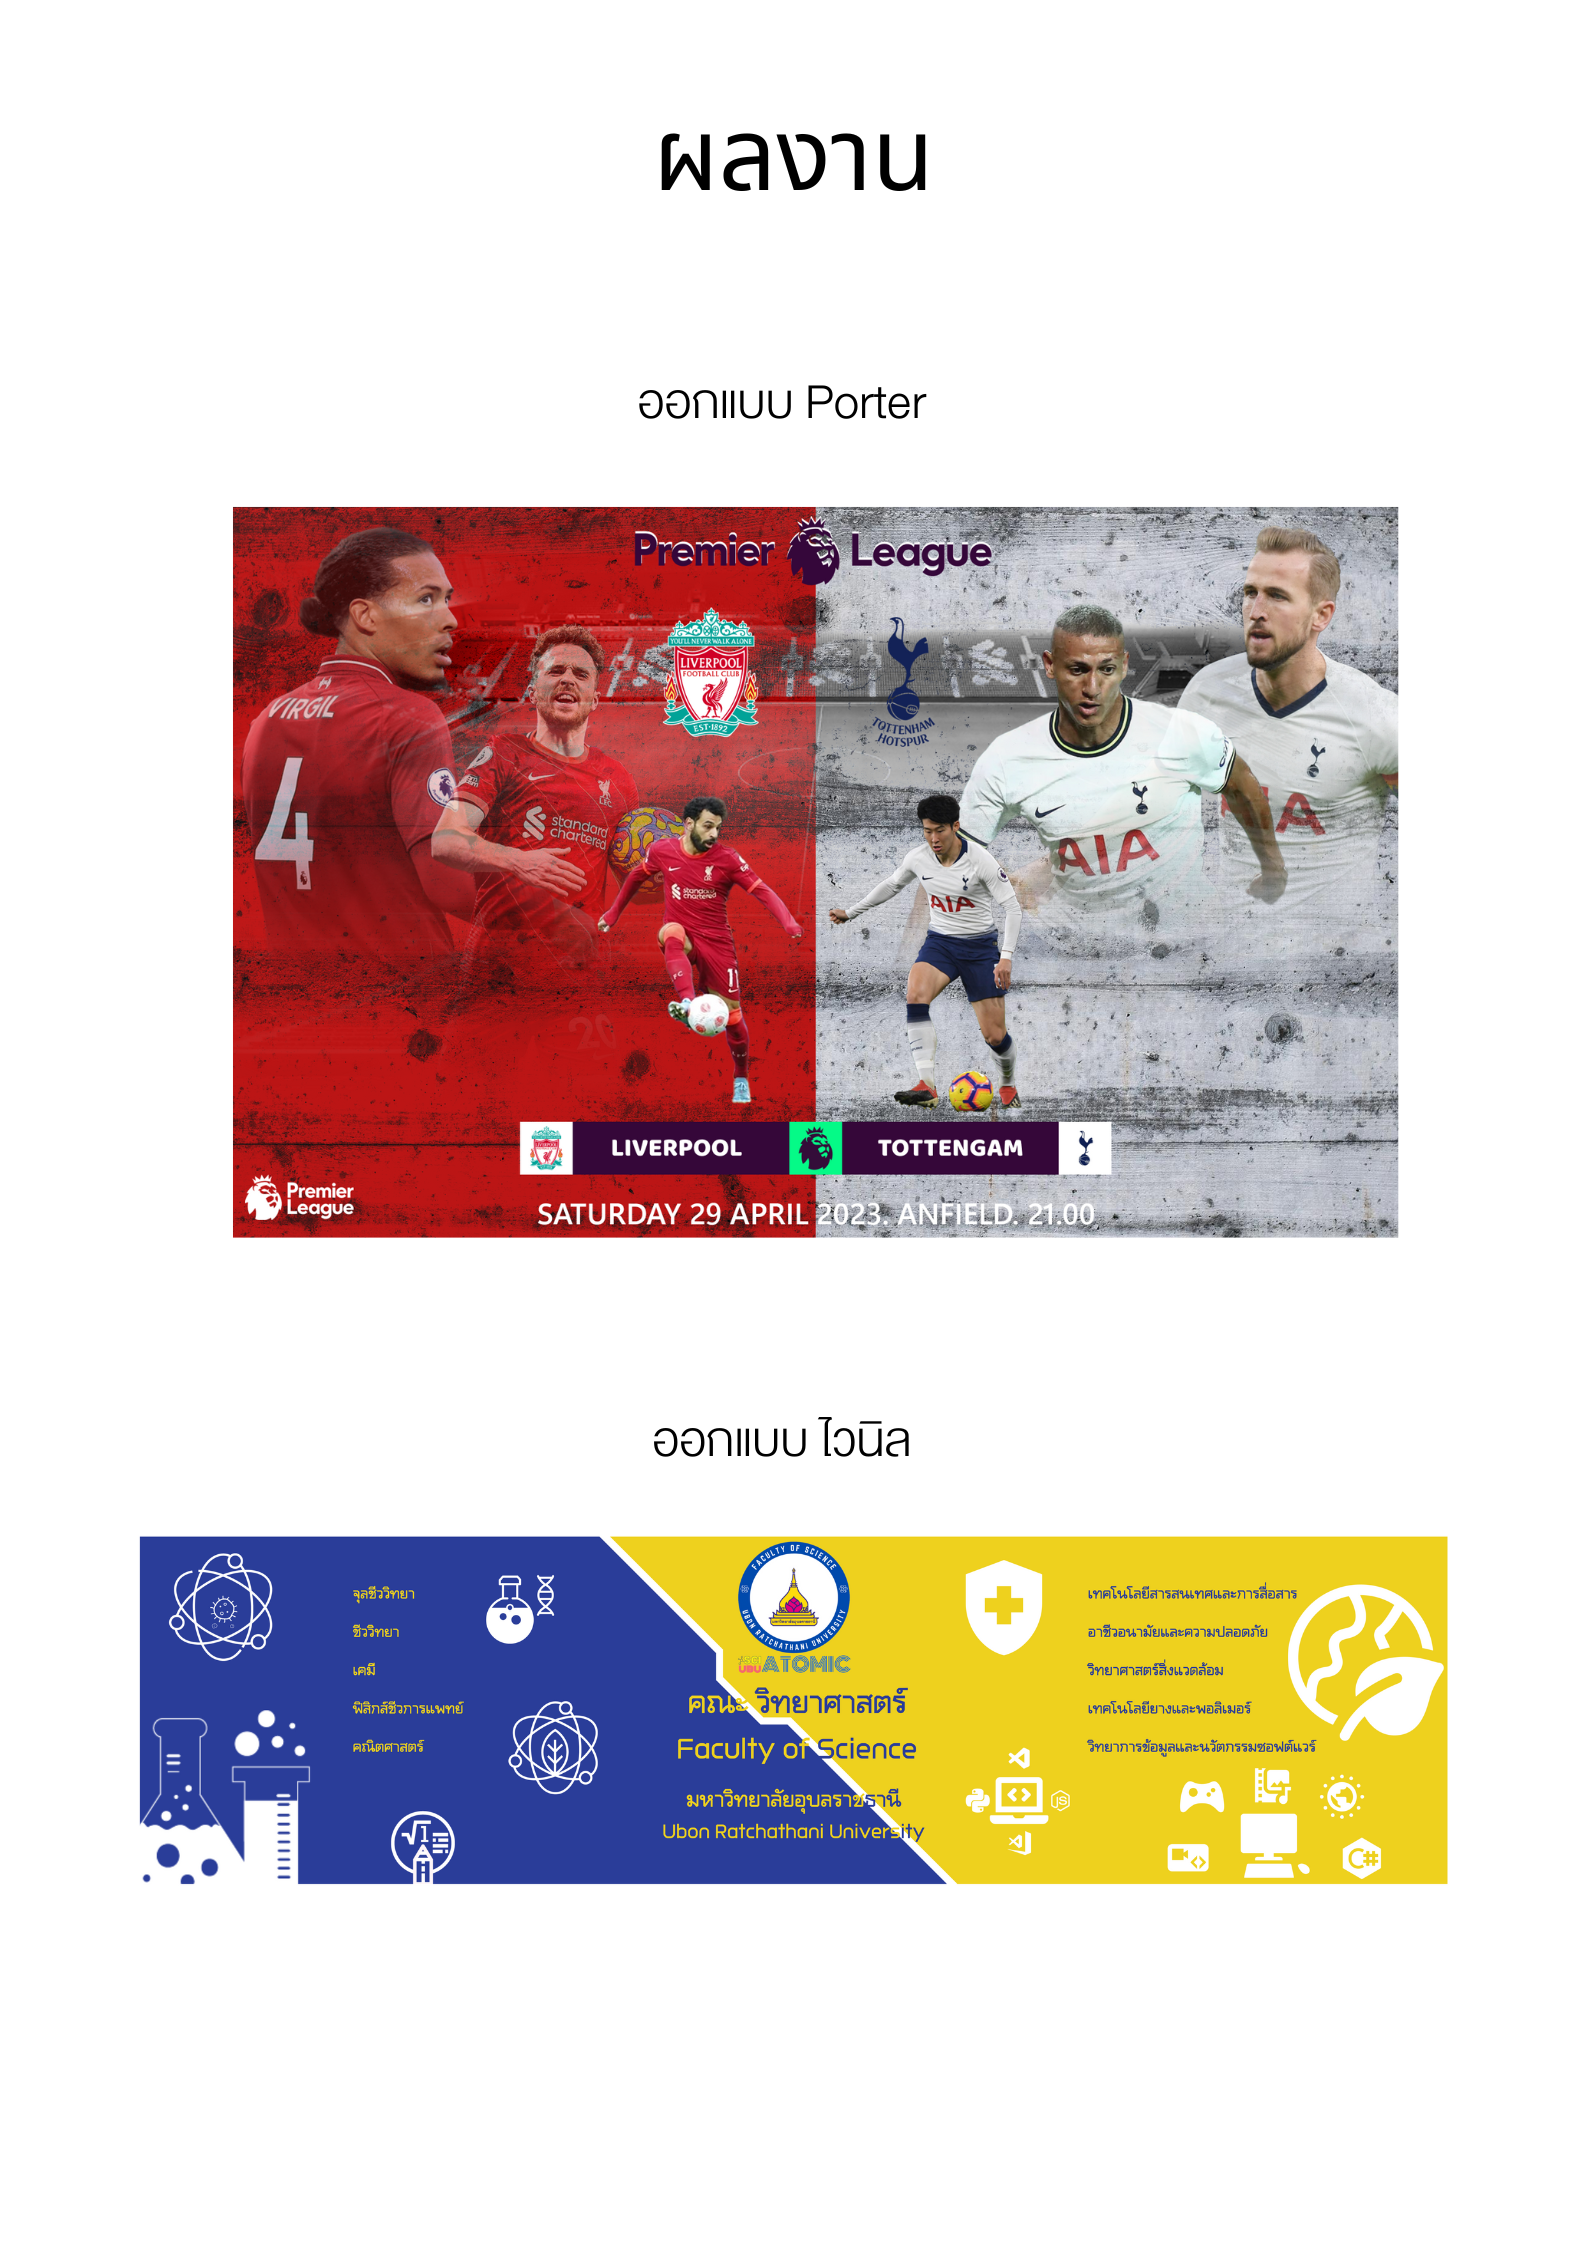 ผลงาน
ออกแบบ Porter
Premier League
YOU'LL NEVER WALK ALONE
LIVERPOOL
FOOTBALL CLUB
EST·1892
TOTTENHAM
HOTSPUR
VIRGIL
4
standard
chartered
L.F.C.
AIA
AIA
standard
chartered
AIA
11
20
LIVERPOOL
TOTTENGAM
Premier
League
SATURDAY 29 APRIL 2023. ANFIELD. 21.00
ออกแบบ ไวนิล
จุลชีววิทยา
ชีววิทยา
เคมี
ฟิสิกส์ชีวการแพทย์
คณิตศาสตร์
√1
FACULTY OF SCIENCE
UBON RATCHATHANI UNIVERSITY
UBU ATOMIC
คณะ วิทยาศาสตร์
Faculty of Science
มหาวิทยาลัยอุบลราชธานี
Ubon Ratchathani University
เทคโนโลยีสารสนเทศและการสื่อสาร
อาชีวอนามัยและความปลอดภัย
วิทยาศาสตร์สิ่งแวดล้อม
เทคโนโลยียางและพอลิเมอร์
วิทยาการข้อมูลและนวัตกรรมซอฟต์แวร์
JS
C#